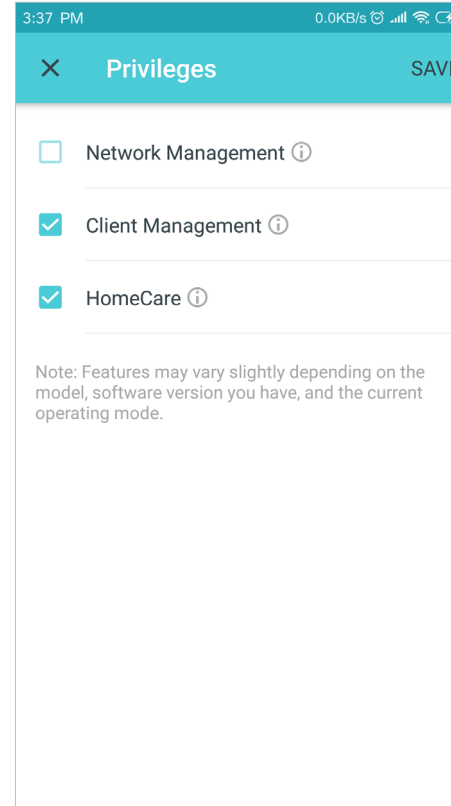 3:37 PM 0.0KB/s
Privileges SAVE
Network Management
Client Management
HomeCare
Note: Features may vary slightly depending on the
model, software version you have, and the current
operating mode.